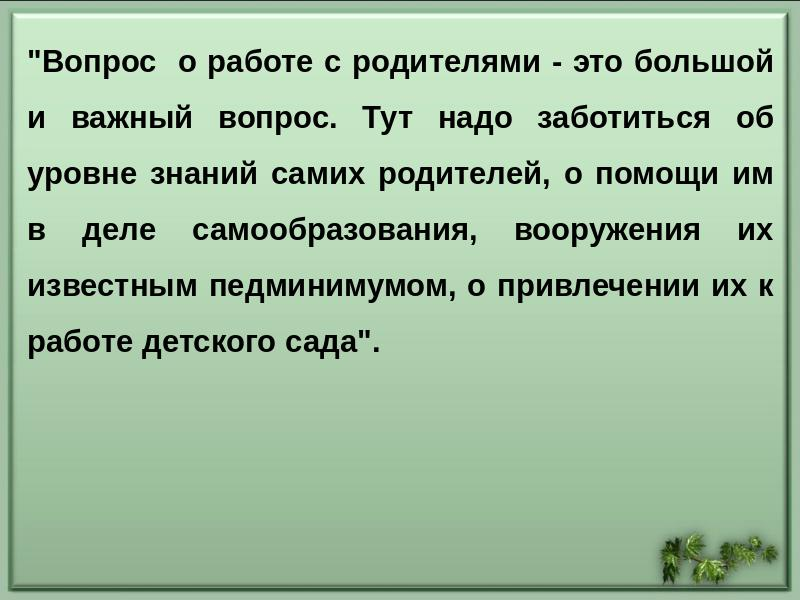 "Вопрос  о работе с родителями - это большой
и важный вопрос. Тут надо заботиться об
уровне знаний самих родителей, о помощи им
в деле самообразования, вооружения их
известным педминимумом, о привлечении их к
работе детского сада".